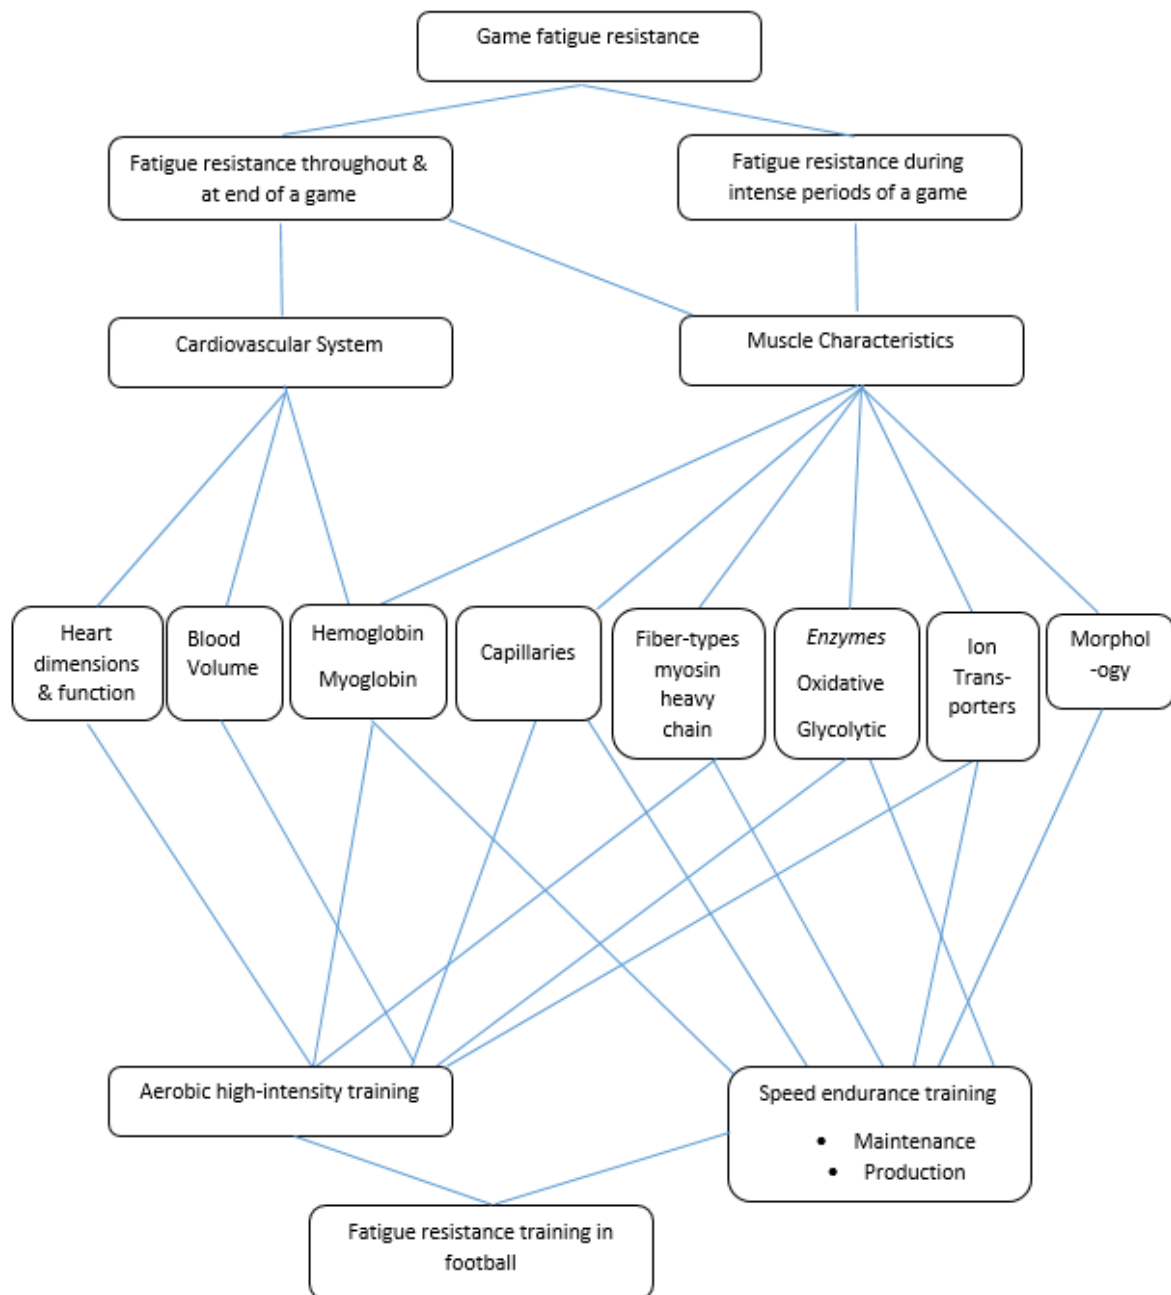 Game fatigue resistance
Fatigue resistance throughout &
at end of a game
Fatigue resistance during
intense periods of a game
Cardiovascular System
Muscle Characteristics
Heart
dimensions
& function
Blood
Volume
Hemoglobin
Myoglobin
Capillaries
Fiber-types
myosin
heavy
chain
Enzymes
Oxidative
Glycolytic
Ion
Trans-
porters
Morphol
-ogy
Aerobic high-intensity training
Speed endurance training
• Maintenance
• Production
Fatigue resistance training in
football